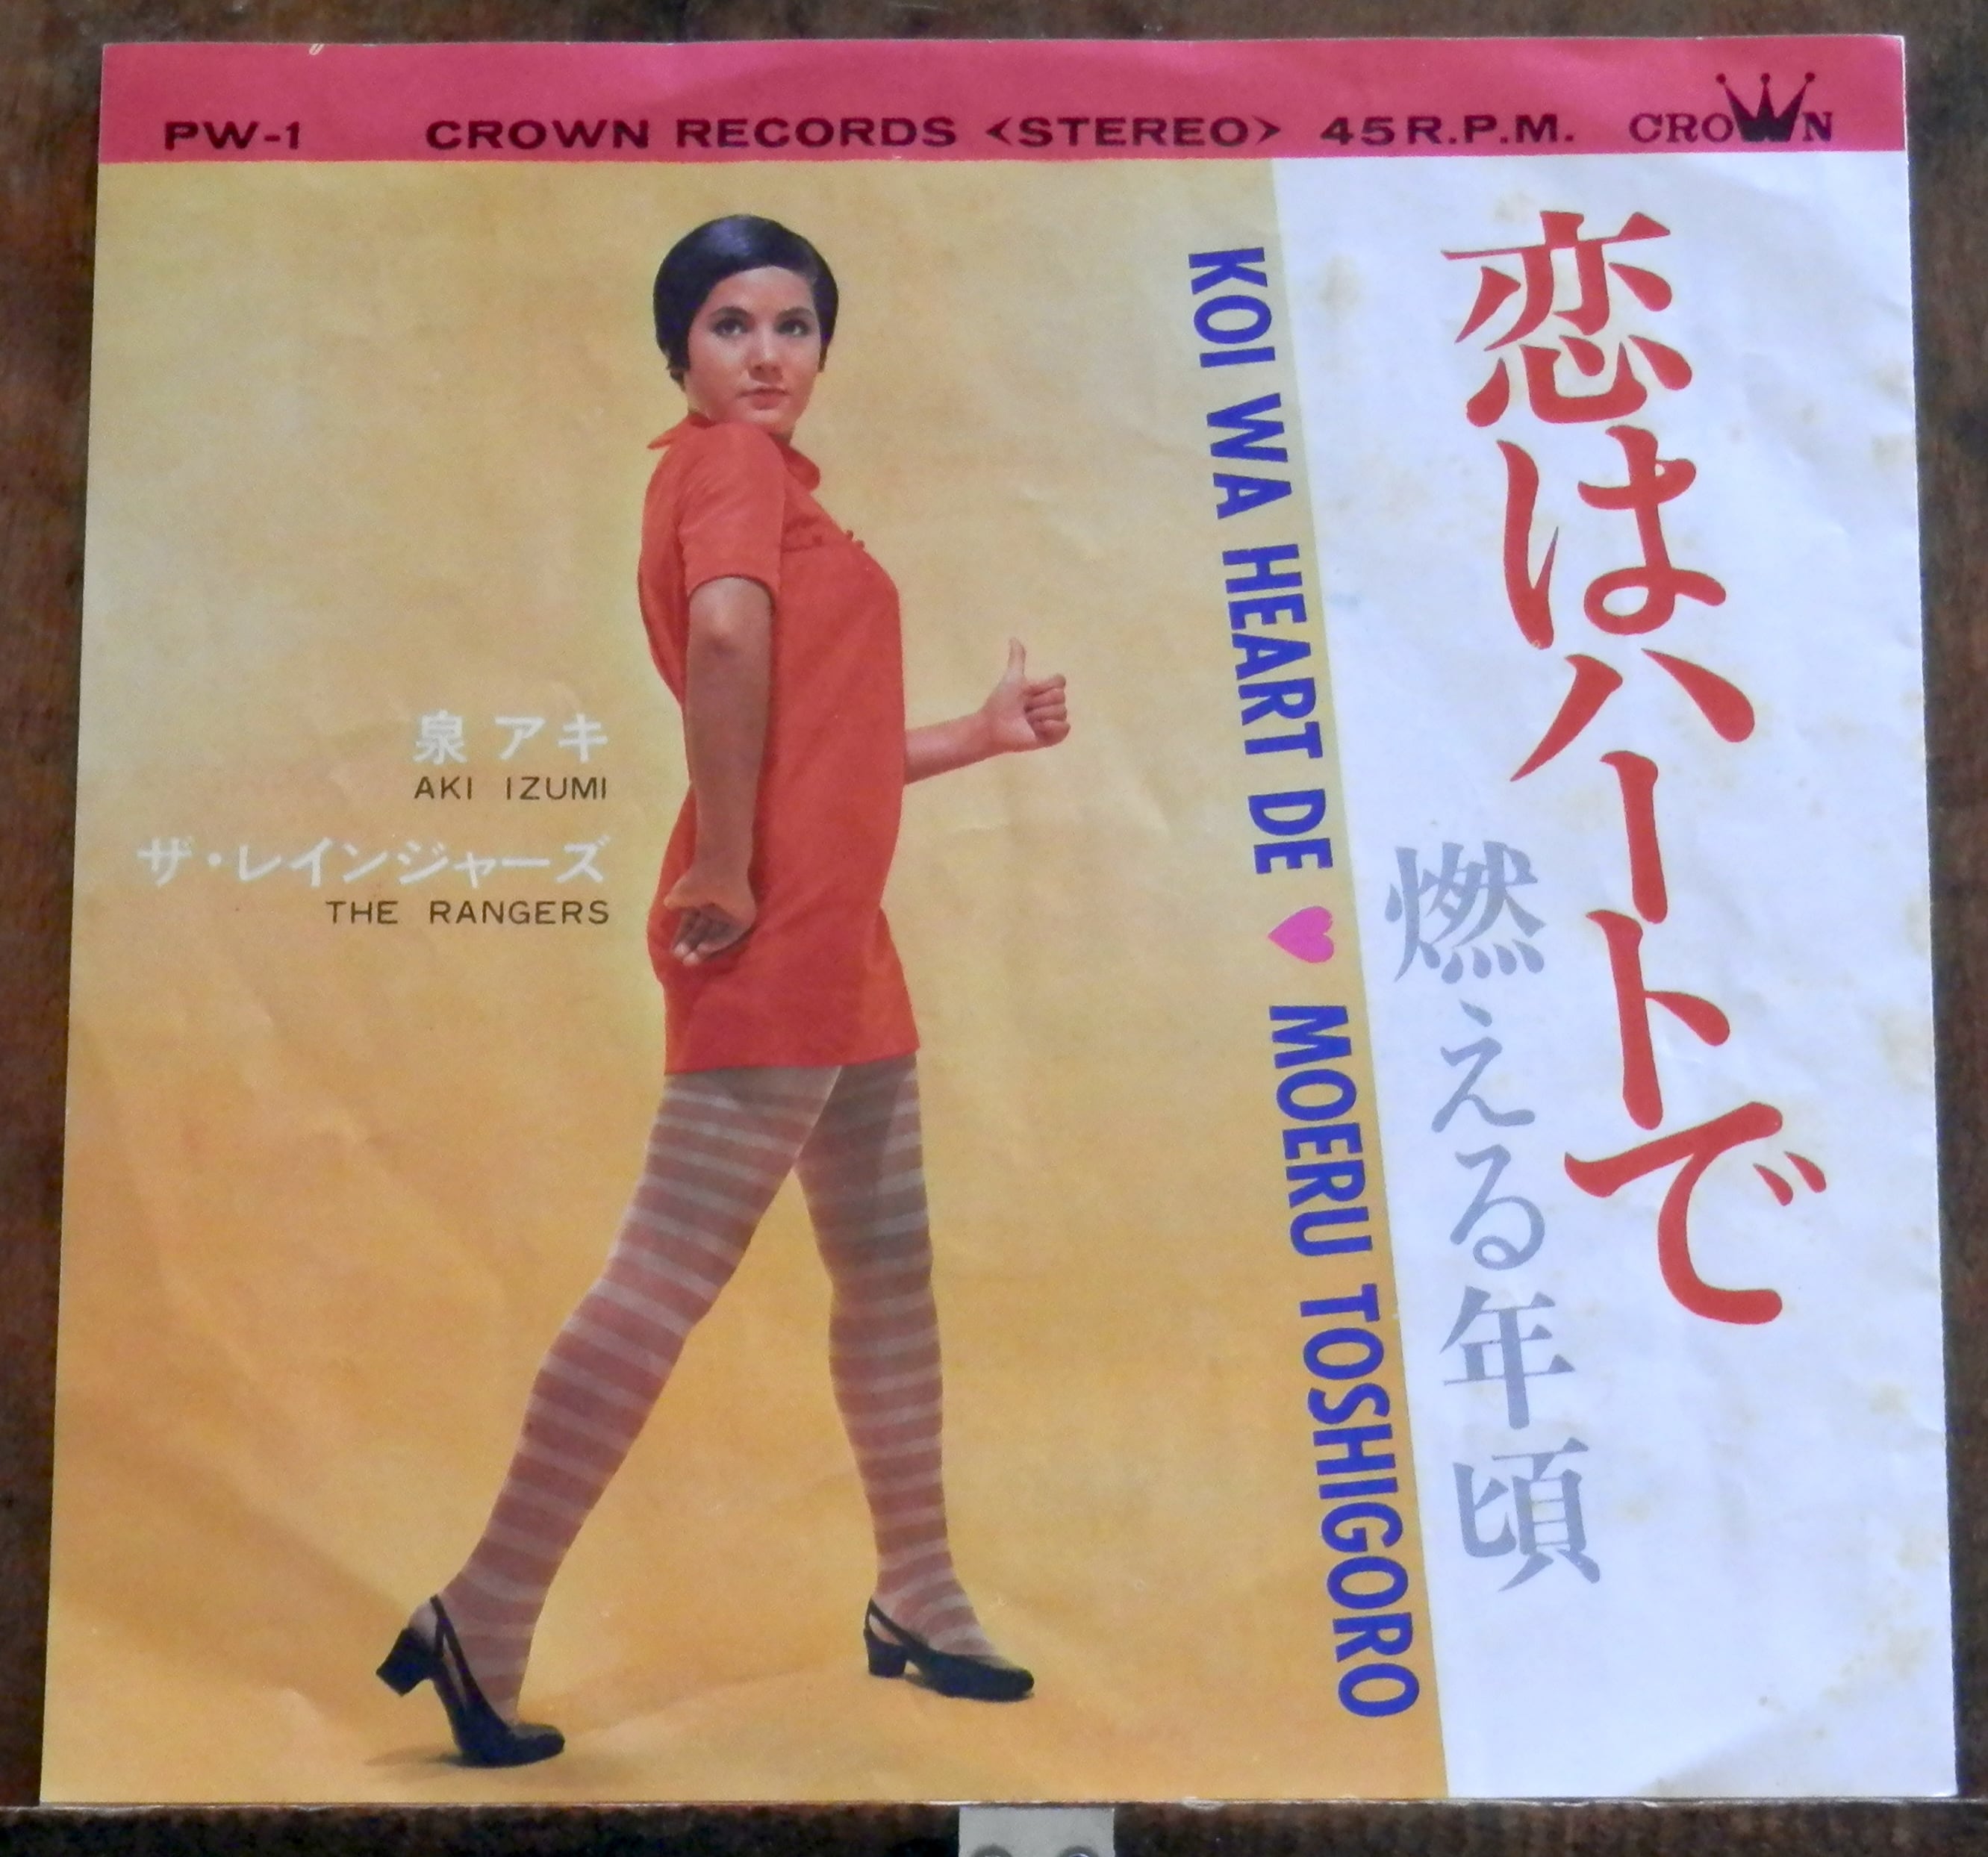 PW-1 CROWN RECORDS <STEREO> 45 R.P.M. CROWN
恋はハートで
燃える年頃
KOI WA HEART DE ♥ MOERU TOSHIGORO
泉 アキ
AKI IZUMI
ザ・レインジャーズ
THE RANGERS